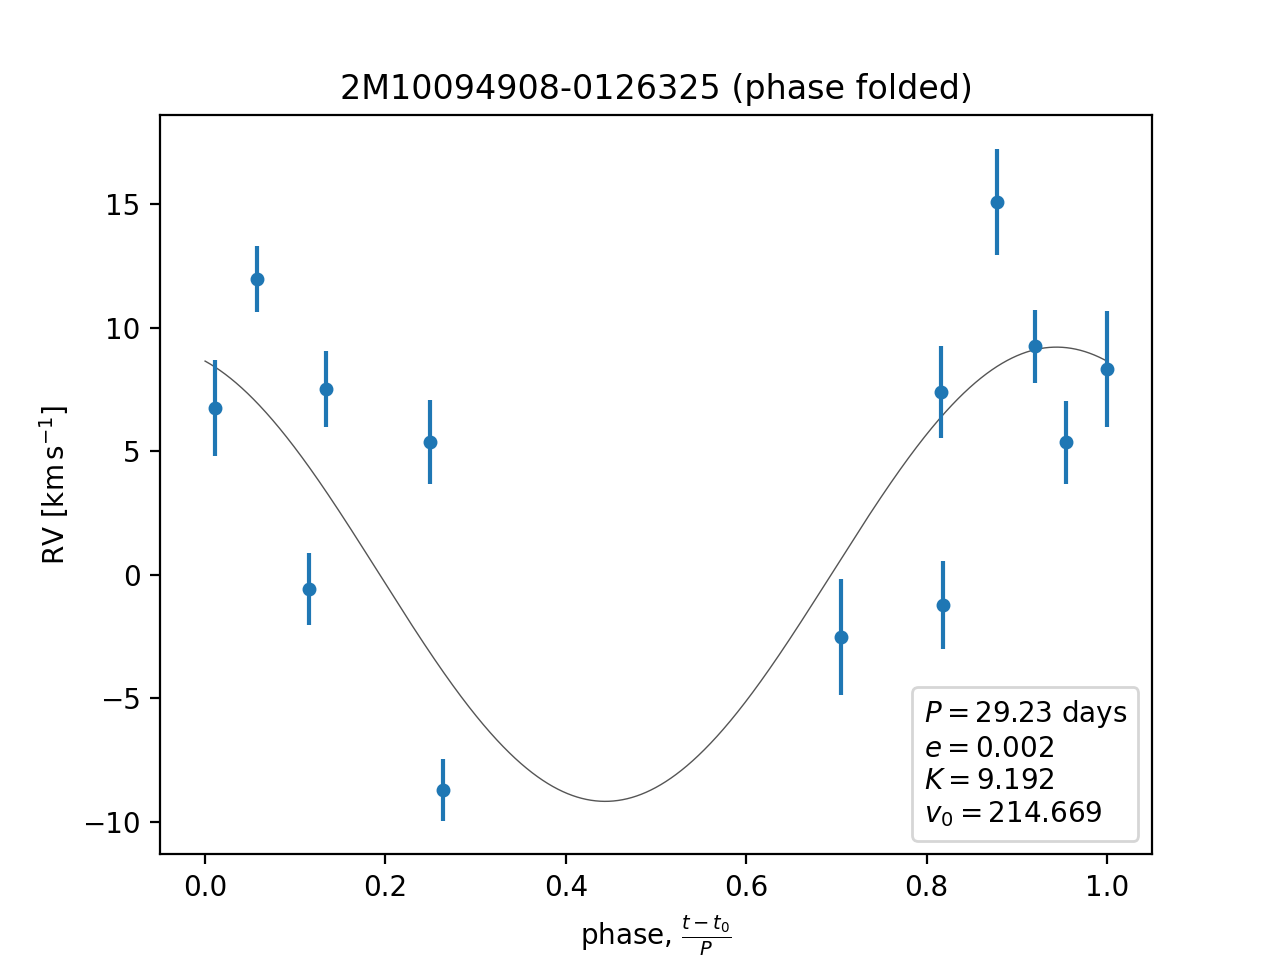 2M10094908-0126325 (phase folded)
RV [km s⁻¹]
15
10
5
0
−5
−10
P = 29.23 days
e = 0.002
K = 9.192
v₀ = 214.669
0.0 0.2 0.4 0.6 0.8 1.0
phase, (t − t₀)/P